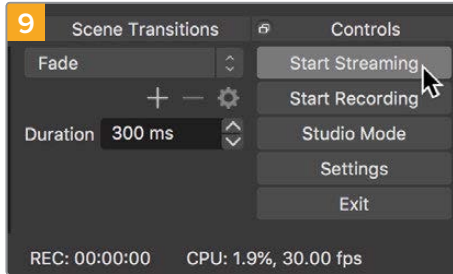 9
Scene Transitions
Controls
Fade
Start Streaming
Start Recording
Duration 300 ms
Studio Mode
Settings
Exit
REC: 00:00:00 CPU: 1.9%, 30.00 fps